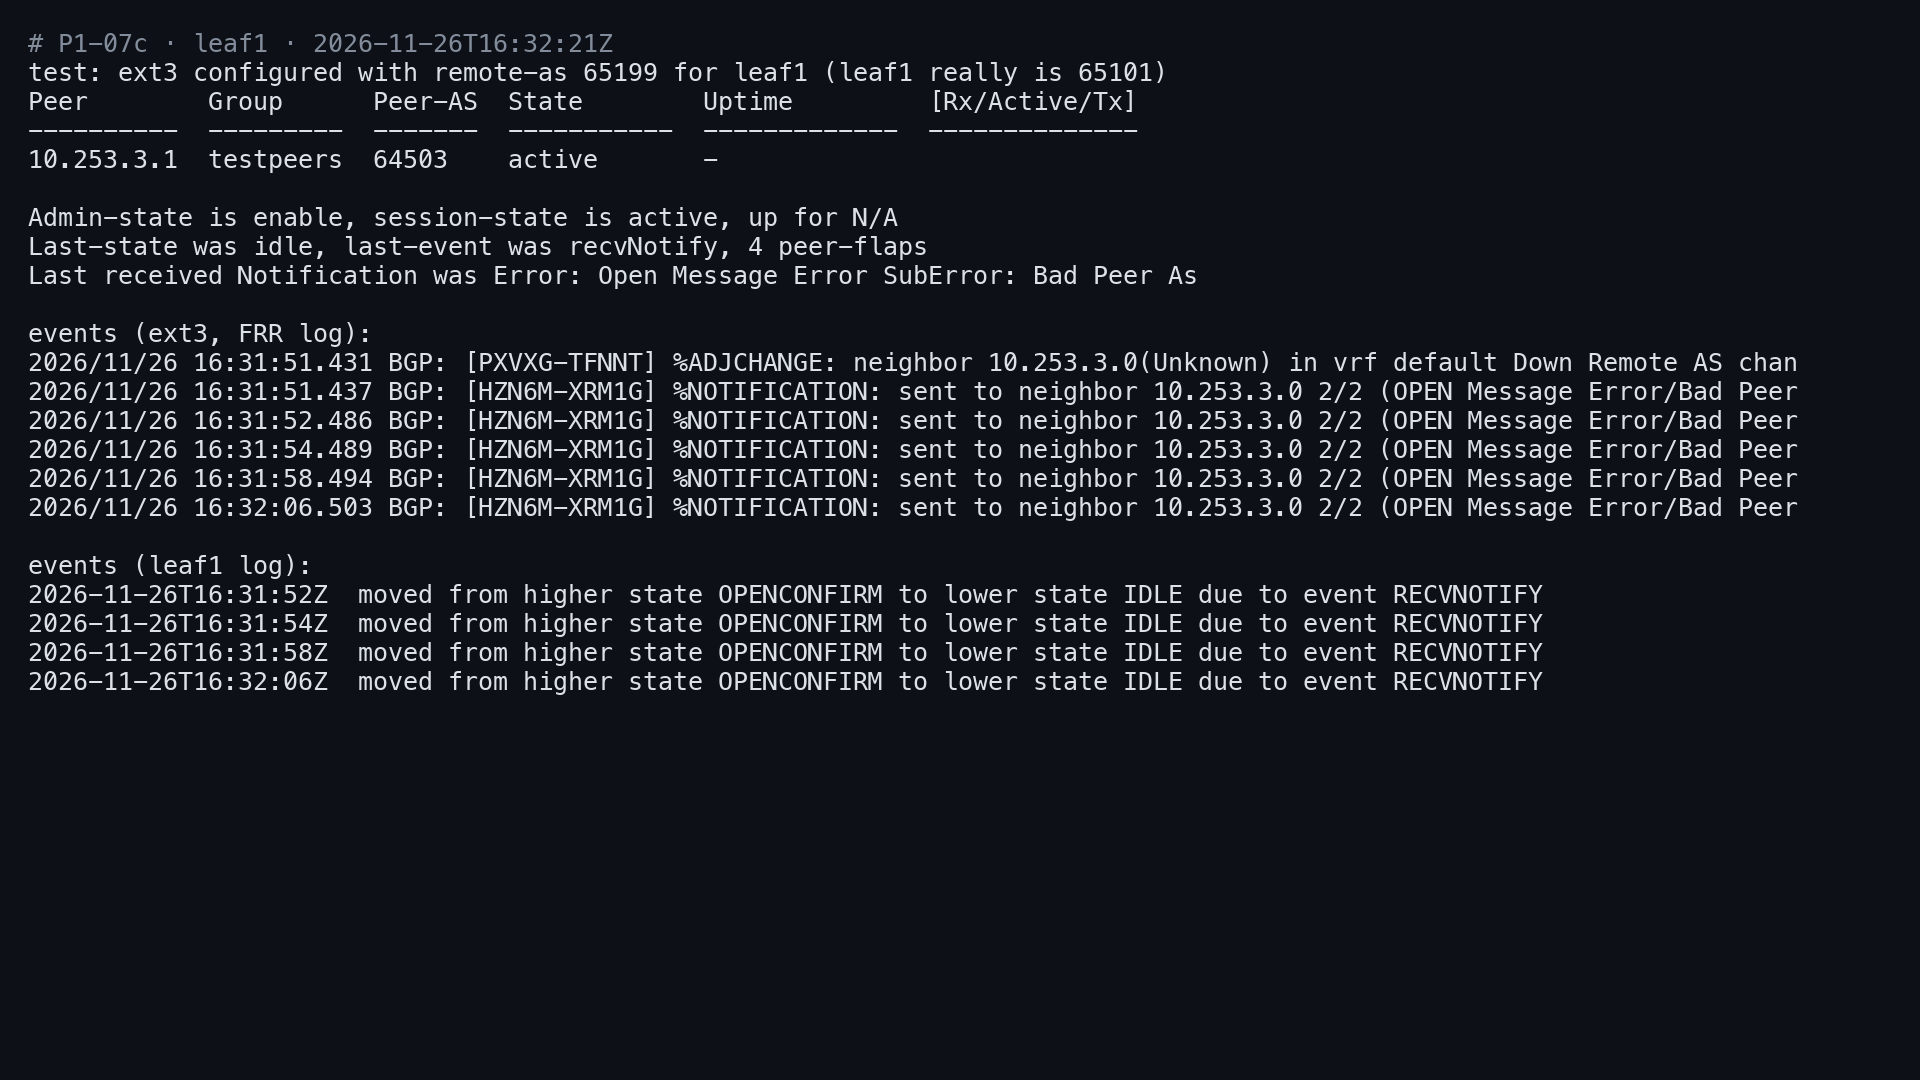 # P1-07c · leaf1 · 2026-11-26T16:32:21Z
test: ext3 configured with remote-as 65199 for leaf1 (leaf1 really is 65101)
Peer        Group      Peer-AS  State        Uptime         [Rx/Active/Tx]
----------  ---------  -------  -----------  -------------  --------------
10.253.3.1  testpeers  64503    active       -
Admin-state is enable, session-state is active, up for N/A
Last-state was idle, last-event was recvNotify, 4 peer-flaps
Last received Notification was Error: Open Message Error SubError: Bad Peer As
events (ext3, FRR log):
2026/11/26 16:31:51.431 BGP: [PXVXG-TFNNT] %ADJCHANGE: neighbor 10.253.3.0(Unknown) in vrf default Down Remote AS chan
2026/11/26 16:31:51.437 BGP: [HZN6M-XRM1G] %NOTIFICATION: sent to neighbor 10.253.3.0 2/2 (OPEN Message Error/Bad Peer
2026/11/26 16:31:52.486 BGP: [HZN6M-XRM1G] %NOTIFICATION: sent to neighbor 10.253.3.0 2/2 (OPEN Message Error/Bad Peer
2026/11/26 16:31:54.489 BGP: [HZN6M-XRM1G] %NOTIFICATION: sent to neighbor 10.253.3.0 2/2 (OPEN Message Error/Bad Peer
2026/11/26 16:31:58.494 BGP: [HZN6M-XRM1G] %NOTIFICATION: sent to neighbor 10.253.3.0 2/2 (OPEN Message Error/Bad Peer
2026/11/26 16:32:06.503 BGP: [HZN6M-XRM1G] %NOTIFICATION: sent to neighbor 10.253.3.0 2/2 (OPEN Message Error/Bad Peer
events (leaf1 log):
2026-11-26T16:31:52Z  moved from higher state OPENCONFIRM to lower state IDLE due to event RECVNOTIFY
2026-11-26T16:31:54Z  moved from higher state OPENCONFIRM to lower state IDLE due to event RECVNOTIFY
2026-11-26T16:31:58Z  moved from higher state OPENCONFIRM to lower state IDLE due to event RECVNOTIFY
2026-11-26T16:32:06Z  moved from higher state OPENCONFIRM to lower state IDLE due to event RECVNOTIFY